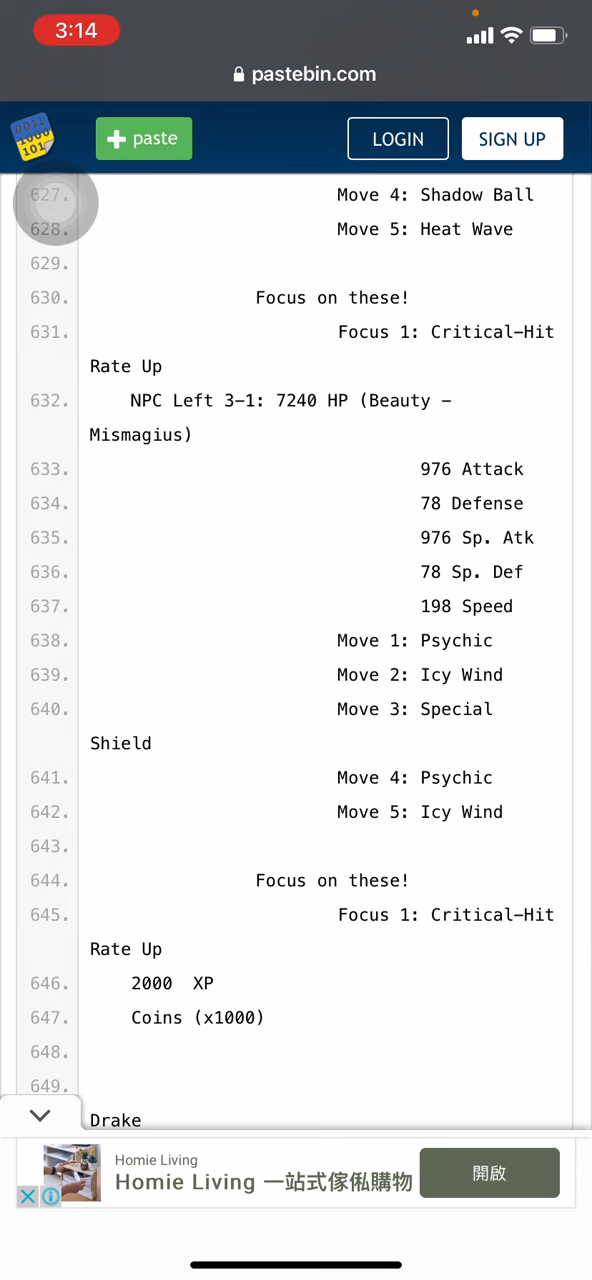 3:14
pastebin.com
0011
1000
101
+ paste
LOGIN
SIGN UP
627. Move 4: Shadow Ball
628. Move 5: Heat Wave
629.
630. Focus on these!
631. Focus 1: Critical-Hit
Rate Up
632. NPC Left 3-1: 7240 HP (Beauty -
Mismagius)
633. 976 Attack
634. 78 Defense
635. 976 Sp. Atk
636. 78 Sp. Def
637. 198 Speed
638. Move 1: Psychic
639. Move 2: Icy Wind
640. Move 3: Special
Shield
641. Move 4: Psychic
642. Move 5: Icy Wind
643.
644. Focus on these!
645. Focus 1: Critical-Hit
Rate Up
646. 2000  XP
647. Coins (x1000)
648.
649.
Drake
Homie Living
Homie Living 一站式傢俬購物
開啟